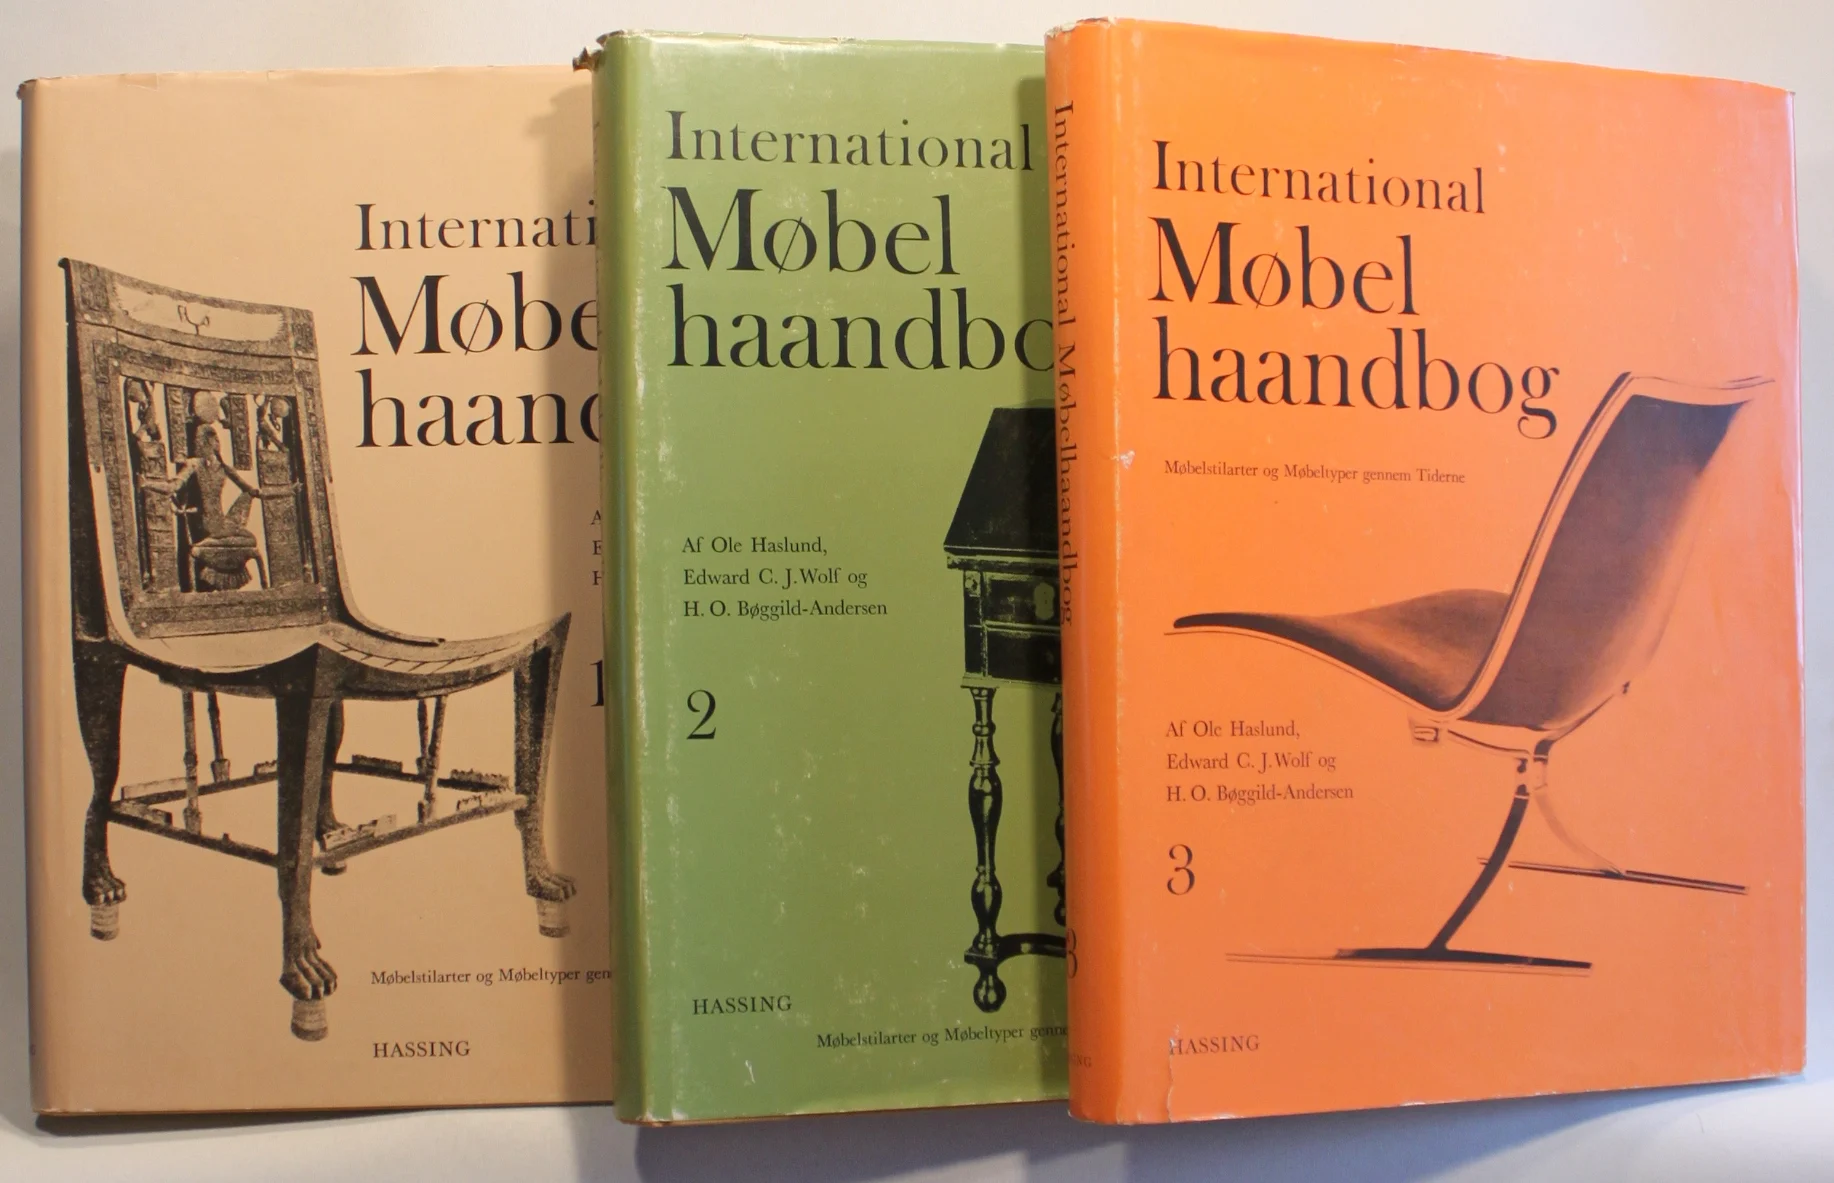 Internati
Møbe
haand
Møbelstilarter og Møbeltyper gen
HASSING
International
Møbel
haandbo
Af Ole Haslund,
Edward C. J. Wolf og
H. O. Bøggild-Andersen
2
HASSING
Møbelstilarter og Møbeltyper genne
International Møbelhaandbog
3
International
Møbel
haandbog
Møbelstilarter og Møbeltyper gennem Tiderne
Af Ole Haslund,
Edward C. J. Wolf og
H. O. Bøggild-Andersen
3
HASSING